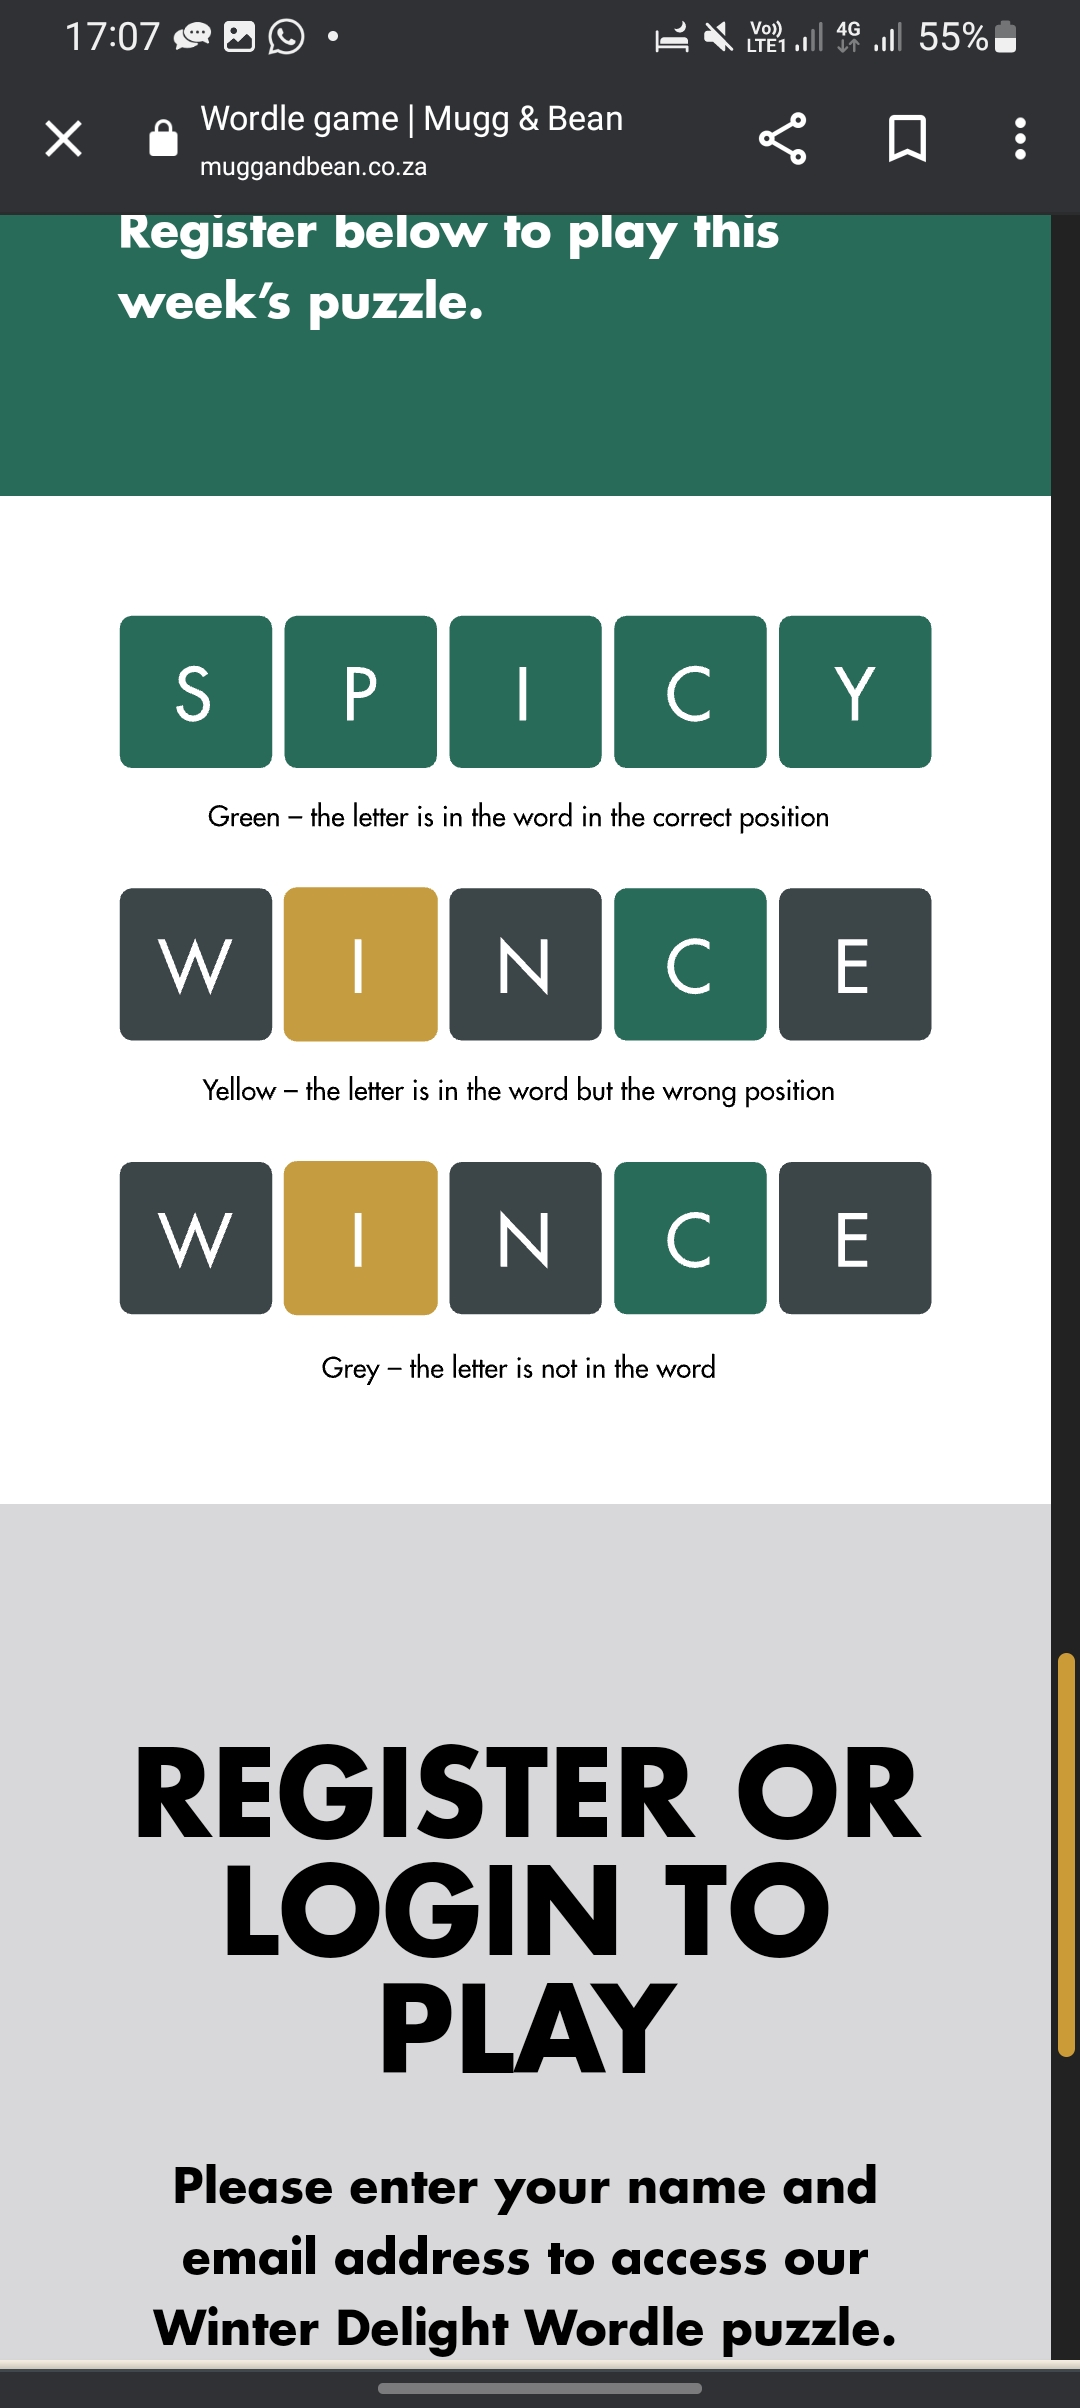 17:07 Vo)) LTE1 4G 55%
Wordle game | Mugg & Bean
muggandbean.co.za
Register below to play this
week's puzzle.
S P I C Y
Green – the letter is in the word in the correct position
W I N C E
Yellow – the letter is in the word but the wrong position
W I N C E
Grey – the letter is not in the word
REGISTER OR
LOGIN TO
PLAY
Please enter your name and
email address to access our
Winter Delight Wordle puzzle.